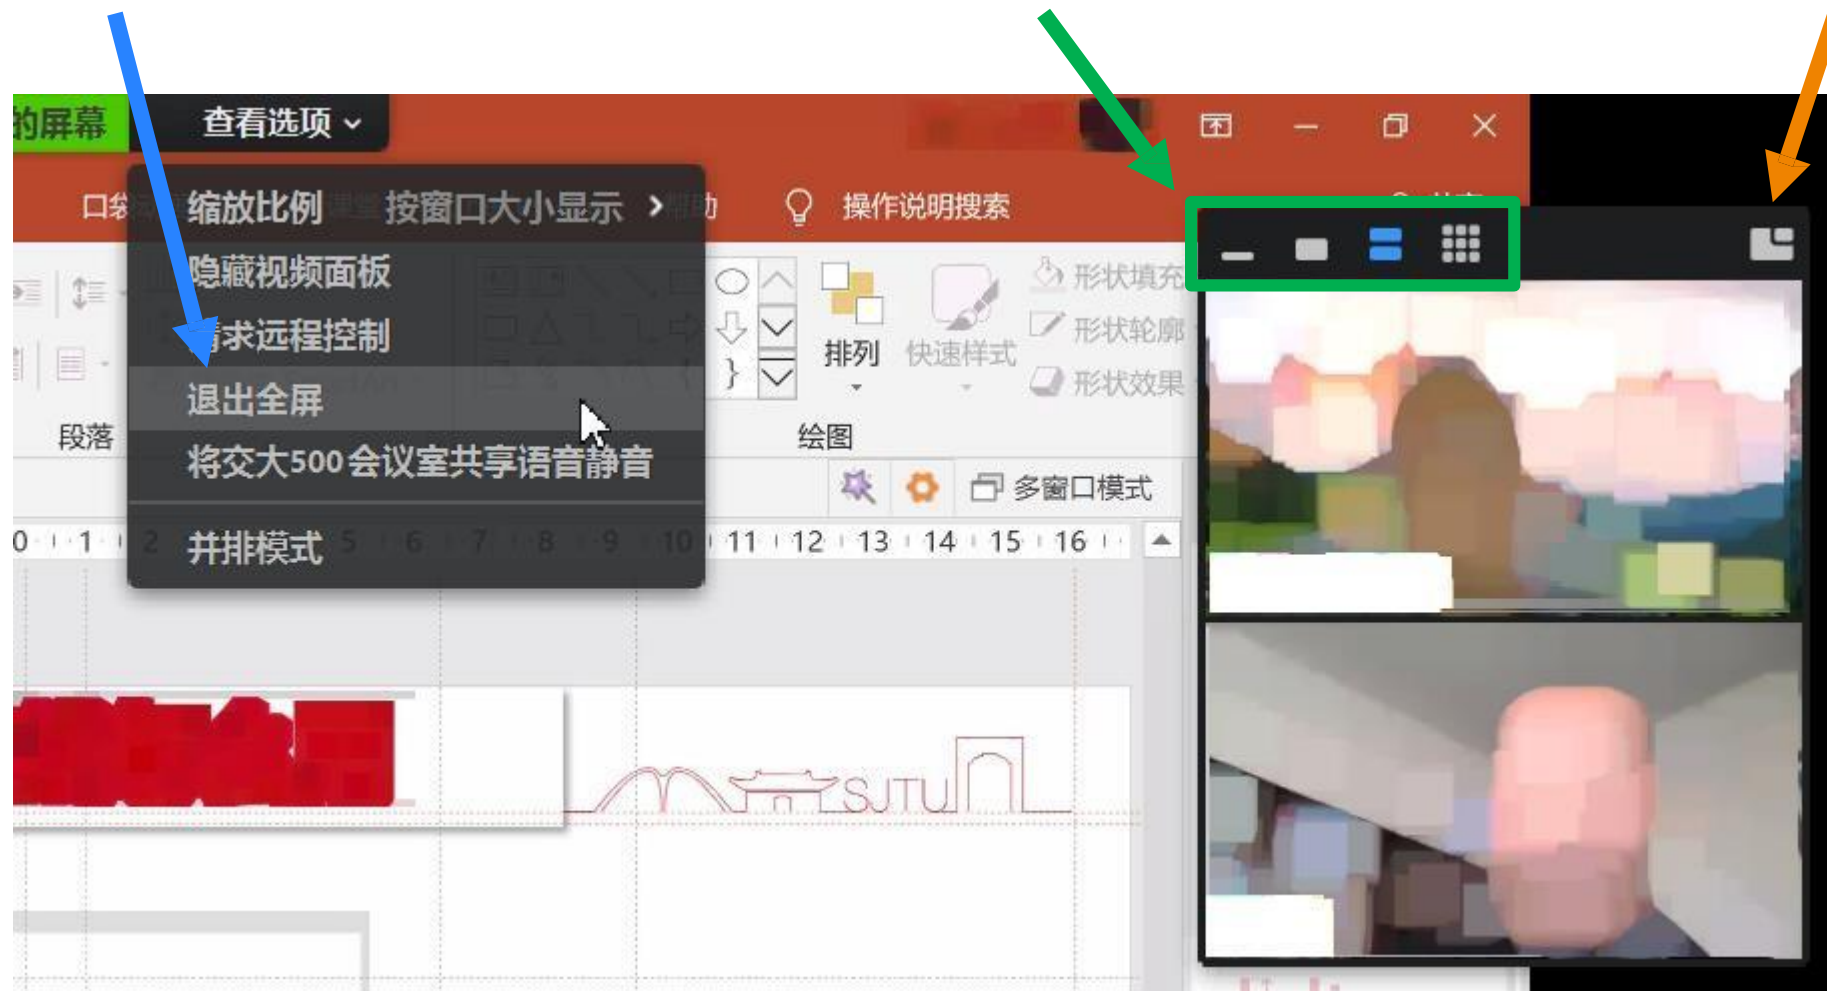 的屏幕 查看选项
口袋 帮助 操作说明搜索
缩放比例 按窗口大小显示
隐藏视频面板
请求远程控制
退出全屏
将交大500会议室共享语音静音
并排模式
排列 快速样式
形状填充
形状轮廓
形状效果
段落 绘图
多窗口模式
0 1 2 5 6 7 8 9 10 11 12 13 14 15 16
SJTU